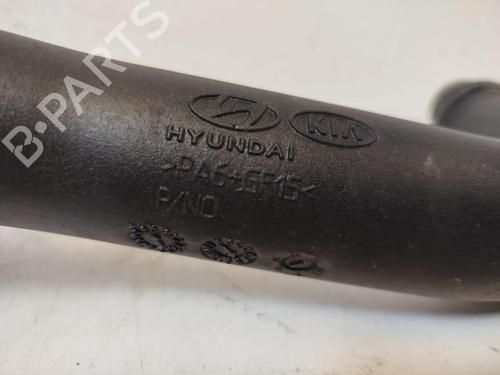 B-PARTS
HYUNDAI
KIA
>PA6+GF15<
P/NO